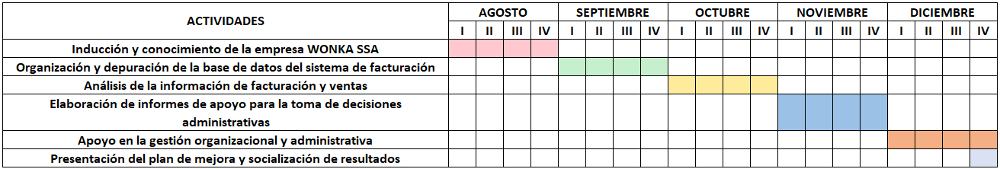 ACTIVIDADES
AGOSTO SEPTIEMBRE OCTUBRE NOVIEMBRE DICIEMBRE
I II III IV I II III IV I II III IV I II III IV I II III IV
Inducción y conocimiento de la empresa WONKA SSA
Organización y depuración de la base de datos del sistema de facturación
Análisis de la información de facturación y ventas
Elaboración de informes de apoyo para la toma de decisiones
administrativas
Apoyo en la gestión organizacional y administrativa
Presentación del plan de mejora y socialización de resultados